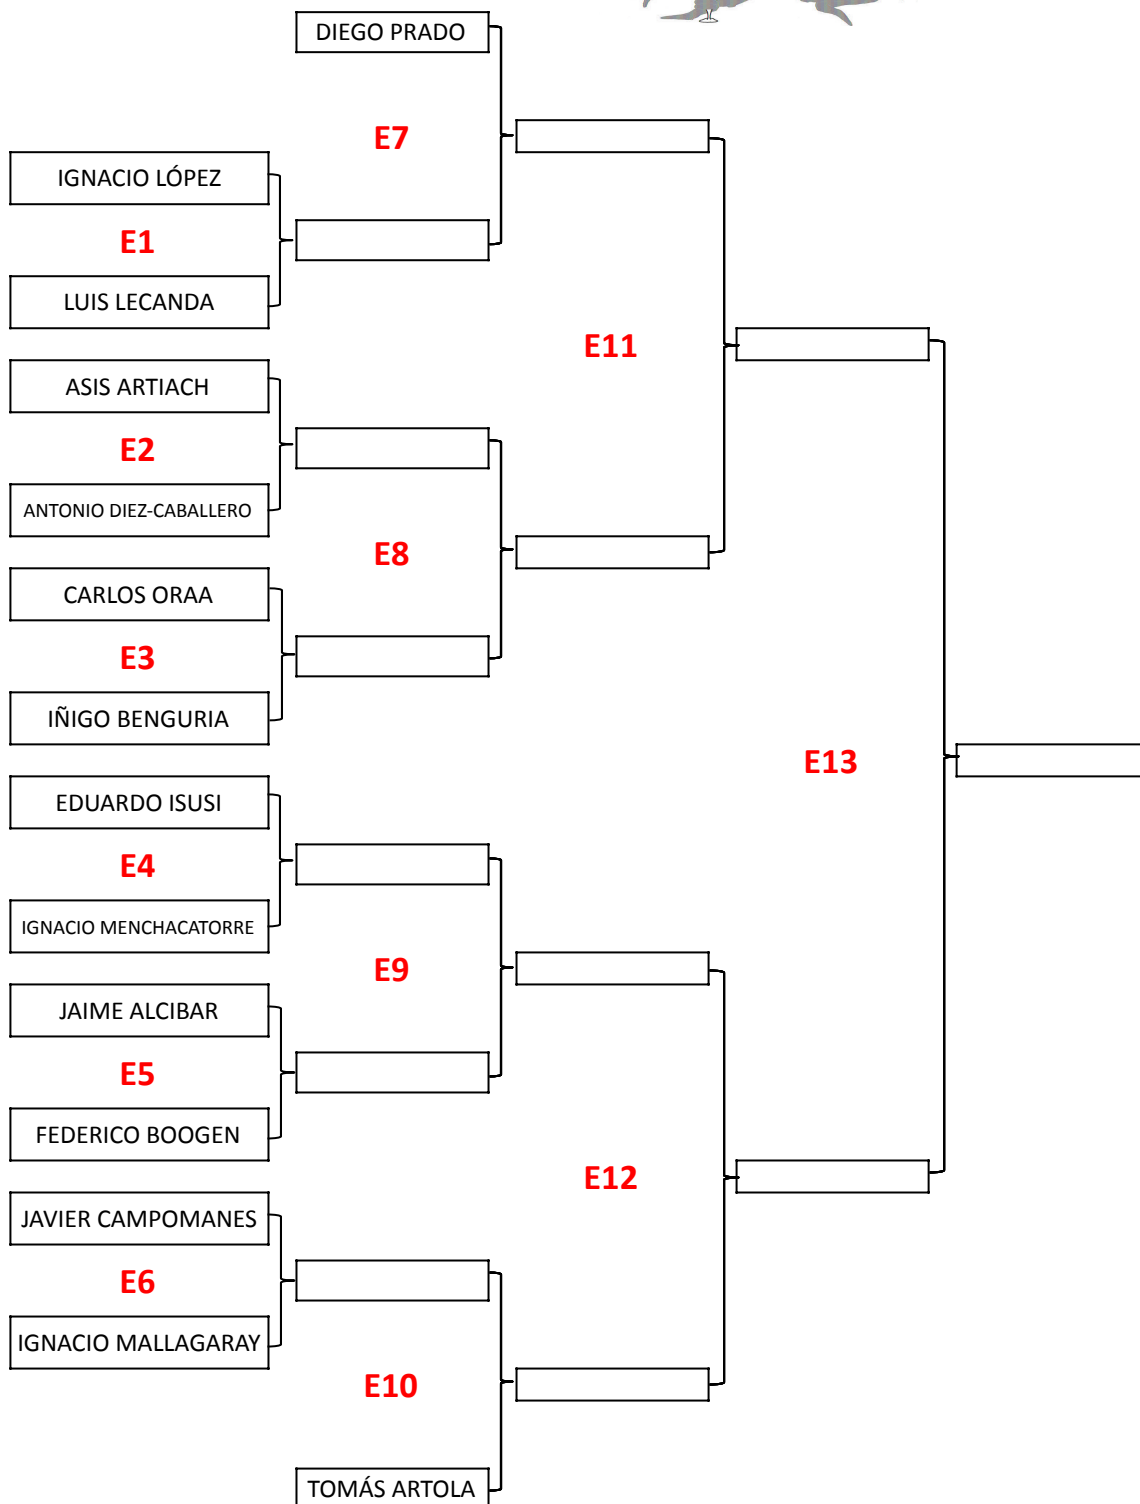 DIEGO PRADO
E7
IGNACIO LÓPEZ
E1
LUIS LECANDA
E11
ASIS ARTIACH
E2
ANTONIO DIEZ-CABALLERO
E8
CARLOS ORAA
E3
IÑIGO BENGURIA
E13
EDUARDO ISUSI
E4
IGNACIO MENCHACATORRE
E9
JAIME ALCIBAR
E5
FEDERICO BOOGEN
E12
JAVIER CAMPOMANES
E6
IGNACIO MALLAGARAY
E10
TOMÁS ARTOLA